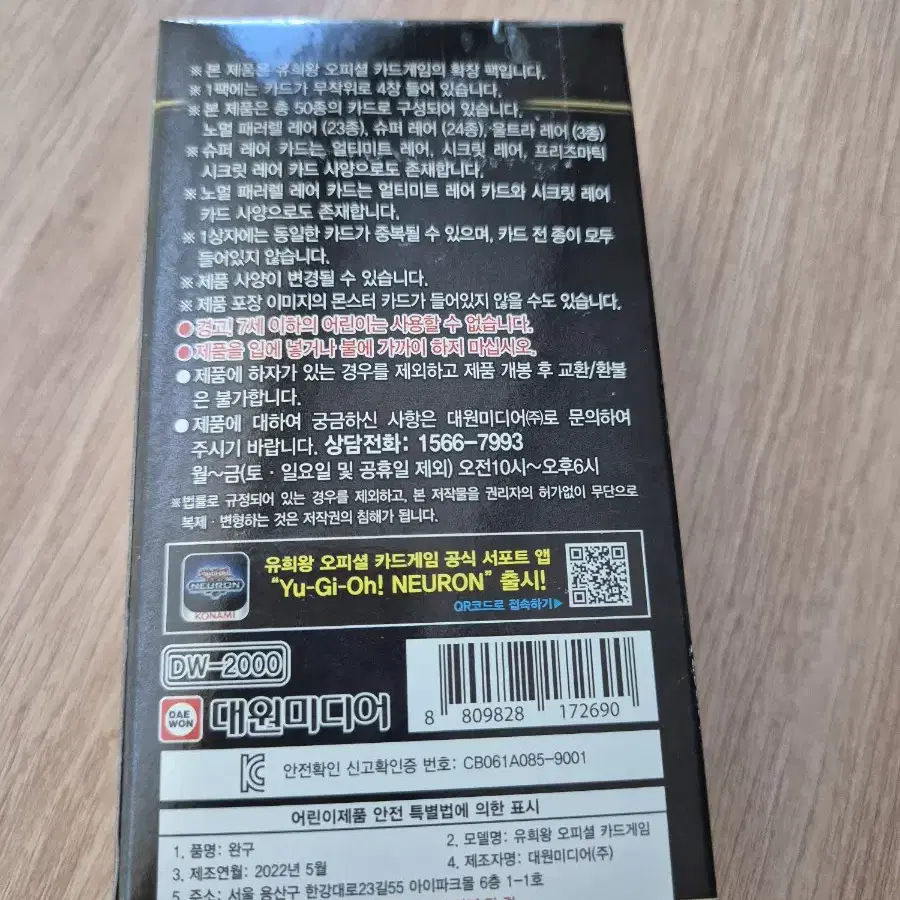 ※ 본 제품은 유희왕 오피셜 카드게임의 확장 팩입니다.
※ 1팩에는 카드가 무작위로 4장 들어 있습니다.
※ 본 제품은 총 50종의 카드로 구성되어 있습니다.
노멀 패러렐 레어 (23종), 슈퍼 레어 (24종), 울트라 레어 (3종)
※ 슈퍼 레어 카드는 얼티미트 레어, 시크릿 레어, 프리즈마틱
시크릿 레어 카드 사양으로도 존재합니다.
※ 노멀 패러렐 레어 카드는 얼티미트 레어 카드와 시크릿 레어
카드 사양으로도 존재합니다.
※ 1상자에는 동일한 카드가 중복될 수 있으며, 카드 전 종이 모두
들어있지 않습니다.
※ 제품 사양이 변경될 수 있습니다.
※ 제품 포장 이미지의 몬스터 카드가 들어있지 않을 수도 있습니다.
● 경고! 7세 이하의 어린이는 사용할 수 없습니다.
● 제품을 입에 넣거나 불에 가까이 하지 마십시오.
● 제품에 하자가 있는 경우를 제외하고 제품 개봉 후 교환/환불
은 불가합니다.
● 제품에 대하여 궁금하신 사항은 대원미디어㈜로 문의하여
주시기 바랍니다. 상담전화: 1566-7993
월~금(토·일요일 및 공휴일 제외) 오전10시~오후6시
※법률로 규정되어 있는 경우를 제외하고, 본 저작물을 권리자의 허가없이 무단으로
복제·변형하는 것은 저작권의 침해가 됩니다.
유희왕 오피셜 카드게임 공식 서포트 앱
"Yu-Gi-Oh! NEURON" 출시!
QR코드로 접속하기▶
NEURON
KONAMI
DW-2000
DAE
WON
대원미디어
8 809828 172690
안전확인 신고확인증 번호: CB061A085-9001
어린이제품 안전 특별법에 의한 표시
1. 품명: 완구
2. 모델명: 유희왕 오피셜 카드게임
3. 제조연월: 2022년 5월
4. 제조자명: 대원미디어(주)
5. 주소: 서울 용산구 한강대로23길55 아이파크몰 6층 1-1호